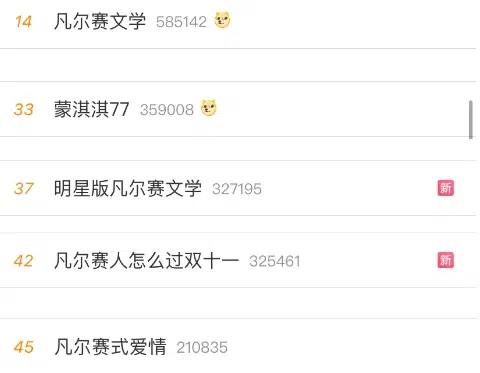 14 凡尔赛文学 585142
33 蒙淇淇77 359008
37 明星版凡尔赛文学 327195 新
42 凡尔赛人怎么过双十一 325461 新
45 凡尔赛式爱情 210835